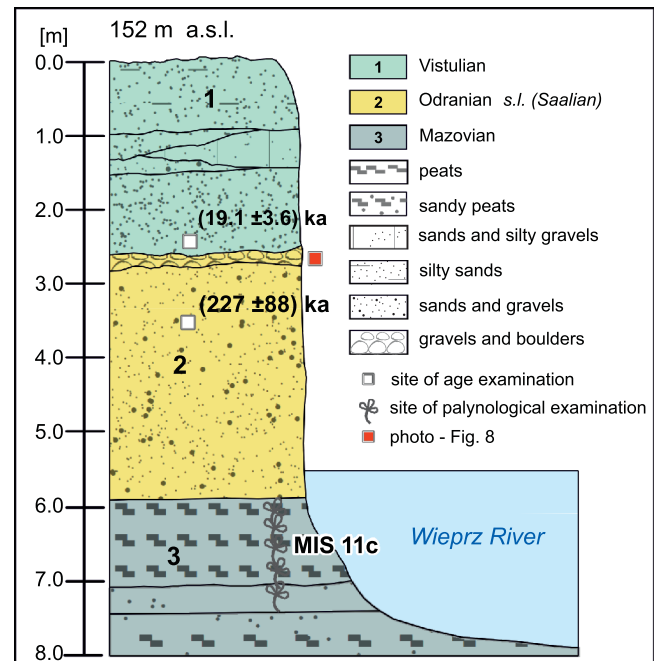 152 m a.s.l.
[m]
0.0
1.0
2.0
3.0
4.0
5.0
6.0
7.0
8.0
1
(19.1 ±3.6) ka
(227 ±88) ka
2
3
MIS 11c
Wieprz River
1 Vistulian
2 Odranian s.l. (Saalian)
3 Mazovian
peats
sandy peats
sands and silty gravels
silty sands
sands and gravels
gravels and boulders
site of age examination
site of palynological examination
photo - Fig. 8